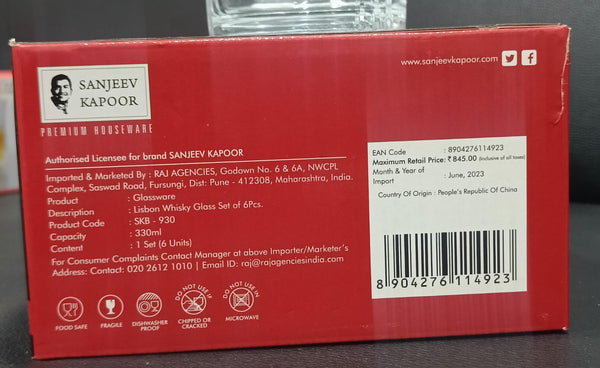 SANJEEV
KAPOOR
PREMIUM HOUSEWARE
www.sanjeevkapoor.com
Authorised Licensee for brand SANJEEV KAPOOR
Imported & Marketed By : RAJ AGENCIES, Godown No. 6 & 6A, NWCPL
Complex, Saswad Road, Fursungi, Dist: Pune - 412308, Maharashtra, India.
Product : Glassware
Description : Lisbon Whisky Glass Set of 6Pcs.
Product Code : SKB - 930
Capacity : 330ml
Content : 1 Set (6 Units)
For Consumer Complaints Contact Manager at above Importer/Marketer's
Address: Contact: 020 2612 1010 | Email ID: raj@rajagenciesindia.com
FOOD SAFE
FRAGILE
DISHWASHER
PROOF
DO NOT USE IF
CHIPPED OR
CRACKED
DO NOT USE IN
MICROWAVE
EAN Code : 8904276114923
Maximum Retail Price: ₹ 845.00 (Inclusive of all taxes)
Month & Year of
Import : June, 2023
Country Of Origin : People's Republic Of China
8 904276 114923